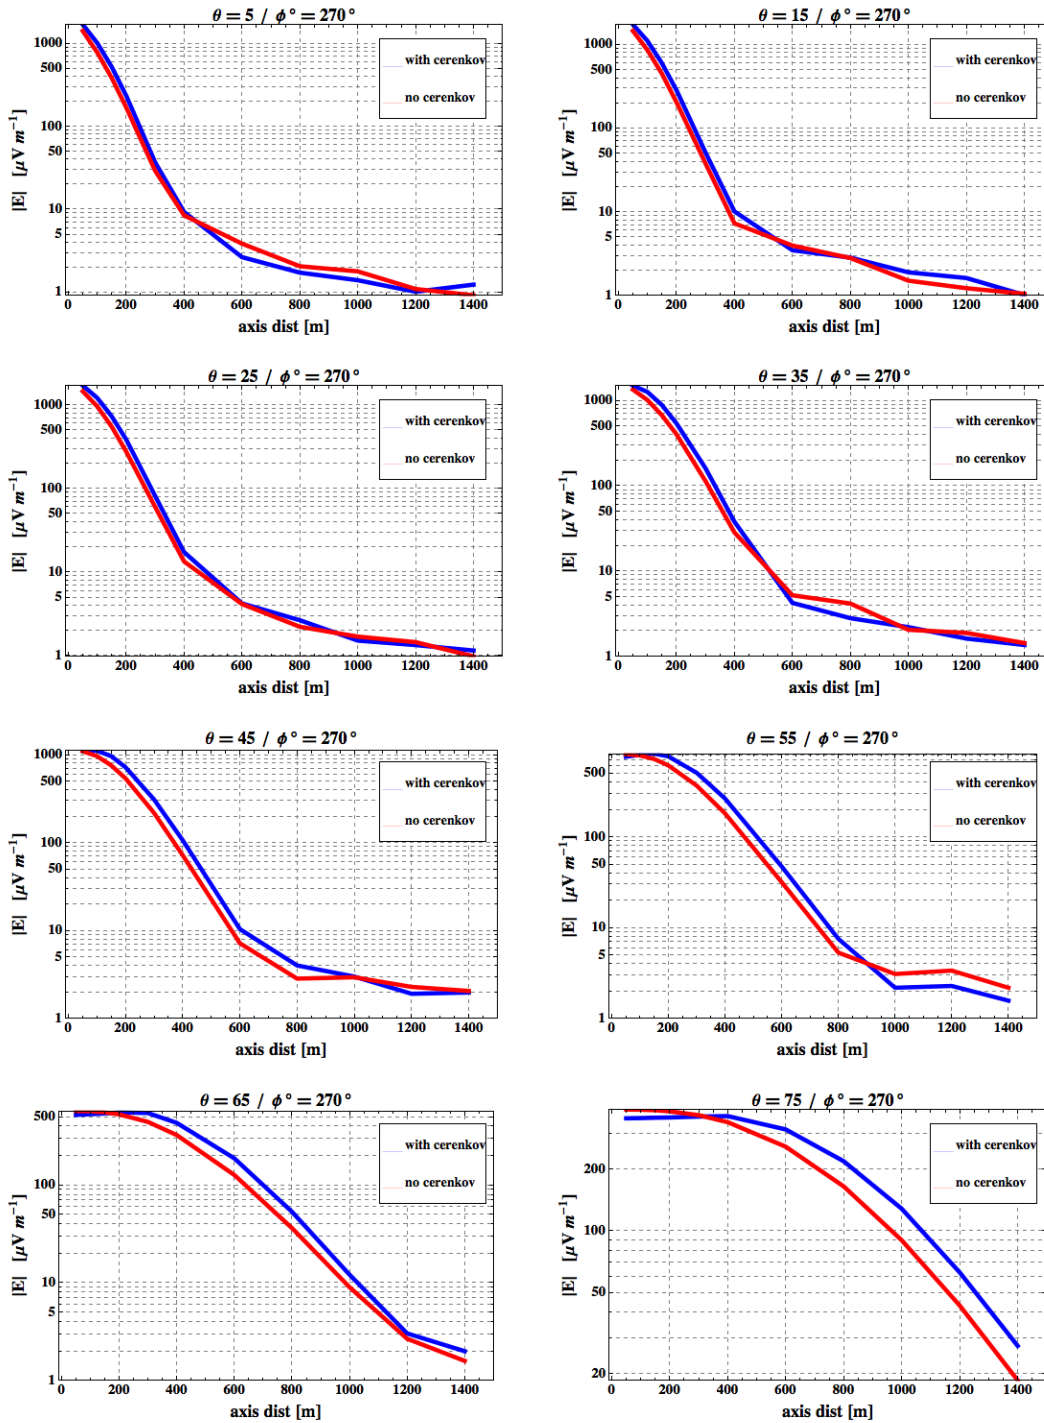 θ = 5 / ϕ° = 270°
1000
500
100
50
10
5
1
0 200 400 600 800 1000 1200 1400
axis dist [m]
|E| [μV m⁻¹]
with cerenkov
no cerenkov
θ = 15 / ϕ° = 270°
1000
500
100
50
10
5
1
0 200 400 600 800 1000 1200 1400
axis dist [m]
|E| [μV m⁻¹]
with cerenkov
no cerenkov
θ = 25 / ϕ° = 270°
1000
500
100
50
10
5
1
0 200 400 600 800 1000 1200 1400
axis dist [m]
|E| [μV m⁻¹]
with cerenkov
no cerenkov
θ = 35 / ϕ° = 270°
1000
500
100
50
10
5
1
0 200 400 600 800 1000 1200 1400
axis dist [m]
|E| [μV m⁻¹]
with cerenkov
no cerenkov
θ = 45 / ϕ° = 270°
1000
500
100
50
10
5
1
0 200 400 600 800 1000 1200 1400
axis dist [m]
|E| [μV m⁻¹]
with cerenkov
no cerenkov
θ = 55 / ϕ° = 270°
500
100
50
10
5
1
0 200 400 600 800 1000 1200 1400
axis dist [m]
|E| [μV m⁻¹]
with cerenkov
no cerenkov
θ = 65 / ϕ° = 270°
500
100
50
10
5
1
0 200 400 600 800 1000 1200 1400
axis dist [m]
|E| [μV m⁻¹]
with cerenkov
no cerenkov
θ = 75 / ϕ° = 270°
200
100
50
20
0 200 400 600 800 1000 1200 1400
axis dist [m]
|E| [μV m⁻¹]
with cerenkov
no cerenkov